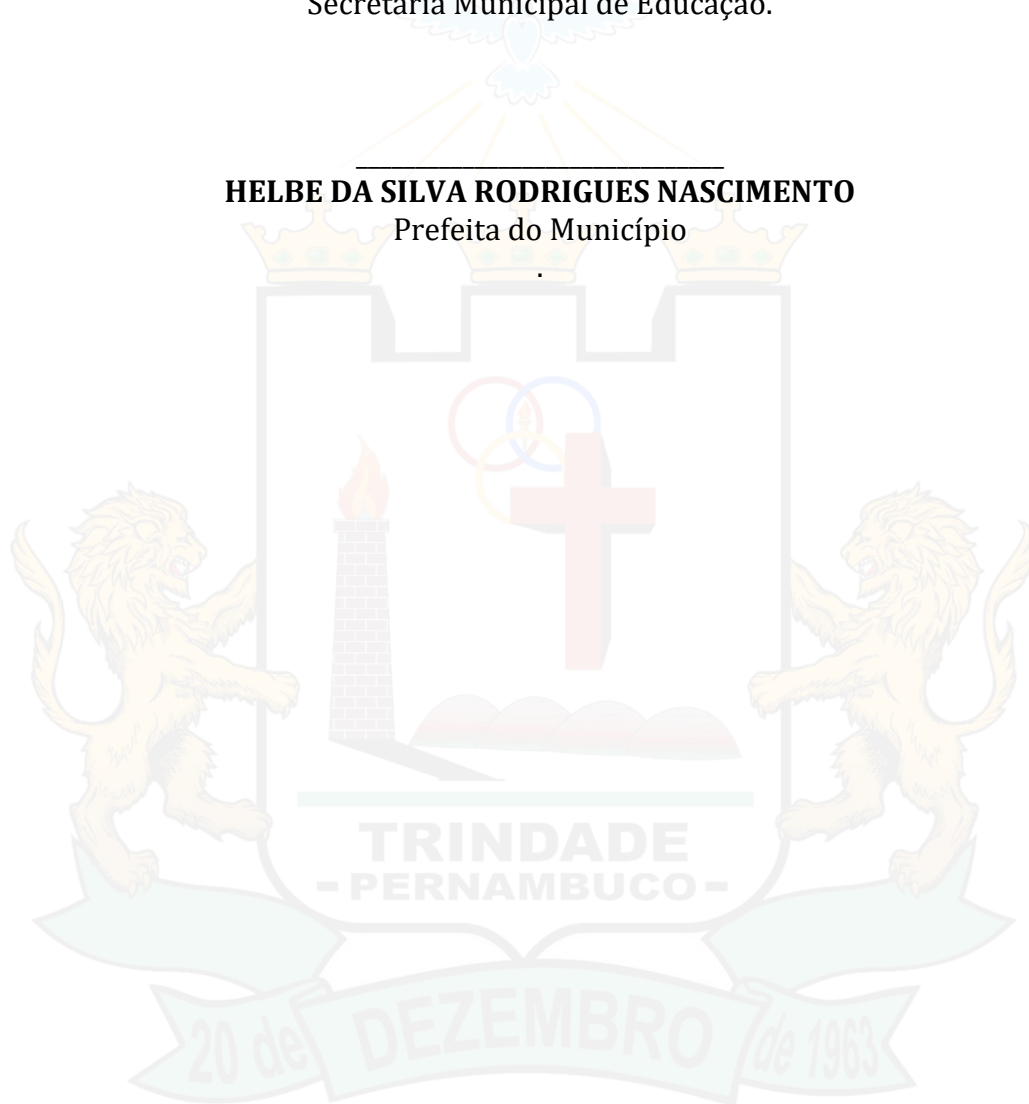 Secretaria Municipal de Educação.
_______________________________
HELBE DA SILVA RODRIGUES NASCIMENTO
Prefeita do Município
.
TRINDADE
- PERNAMBUCO -
20 de DEZEMBRO de 1963